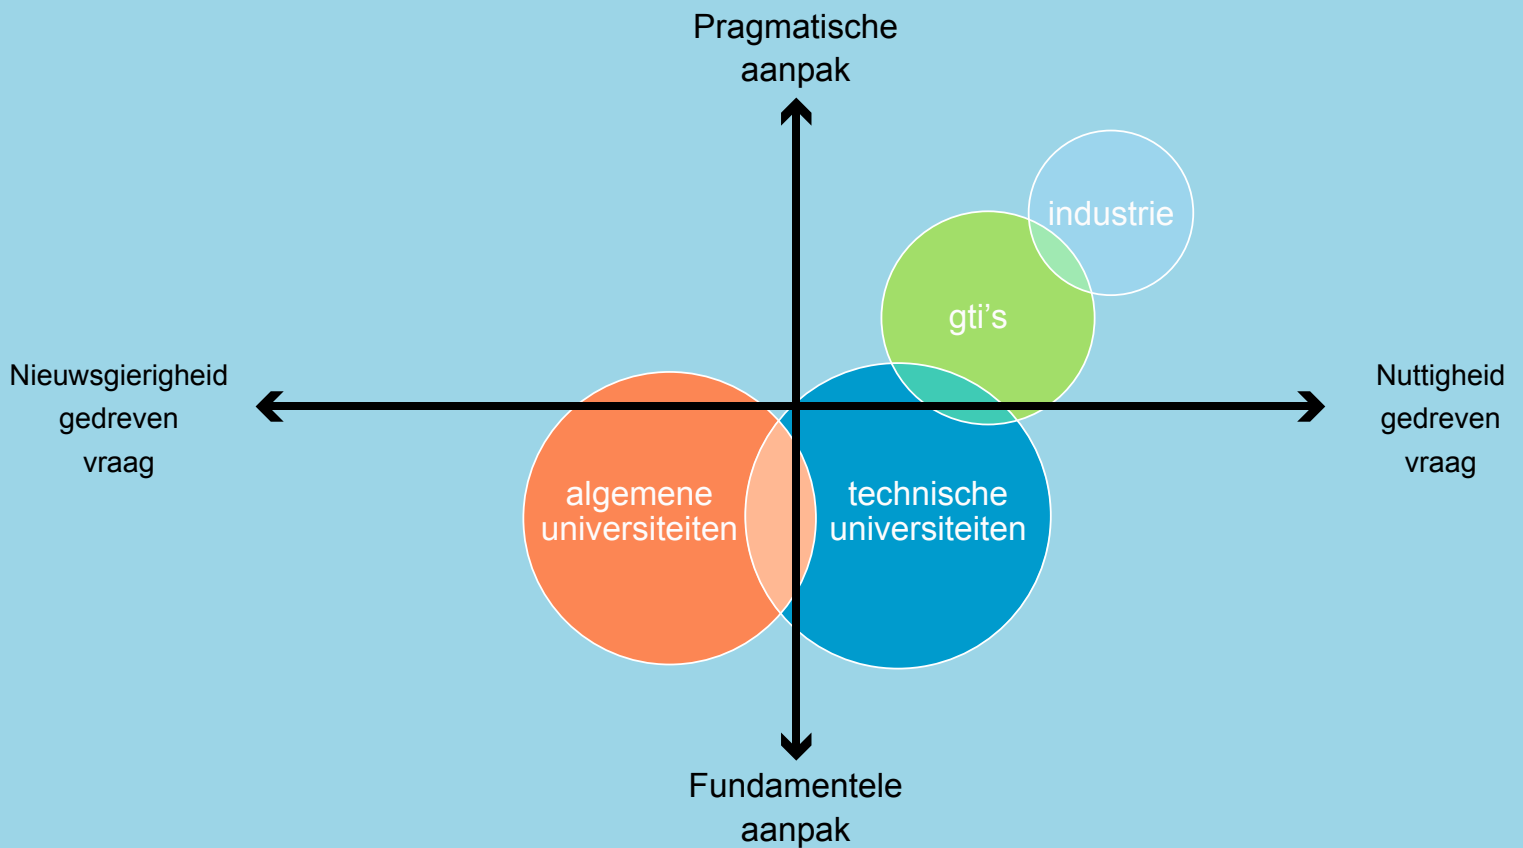 Pragmatische
aanpak
industrie
gti's
Nieuwsgierigheid
gedreven
vraag
Nuttigheid
gedreven
vraag
algemene
universiteiten
technische
universiteiten
Fundamentele
aanpak